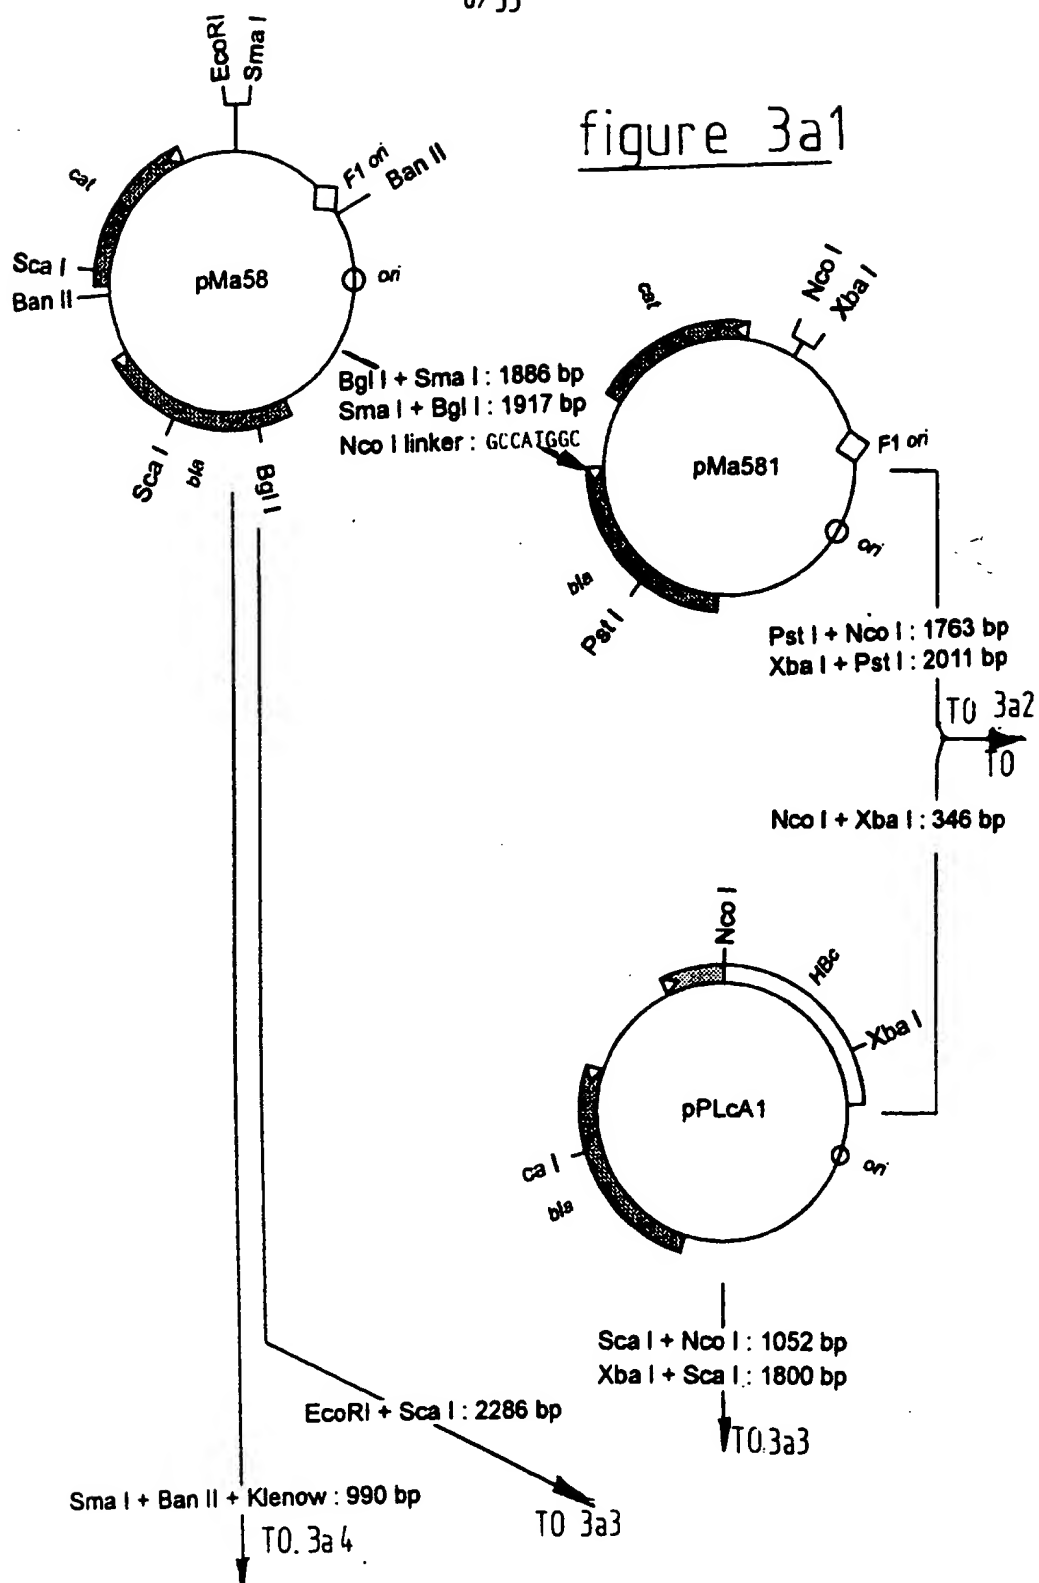 figure 3a1
EcoRI
Sma I
cat
F1 ori
Ban II
Sca I
Ban II
pMa58
ori
Sca I
bla
Bgl I
Bgl I + Sma I : 1886 bp
Sma I + Bgl I : 1917 bp
Nco I linker : GCCATGGC
cat
Nco I
Xba I
F1 ori
pMa581
ori
bla
Pst I
Pst I + Nco I : 1763 bp
Xba I + Pst I : 2011 bp
TO 3a2
TO
Nco I + Xba I : 346 bp
Nco I
HBc
Xba I
pPLcA1
ca I
bla
ori
Sca I + Nco I : 1052 bp
Xba I + Sca I : 1800 bp
TO.3a3
EcoRI + Sca I : 2286 bp
TO 3a3
Sma I + Ban II + Klenow : 990 bp
TO. 3a4